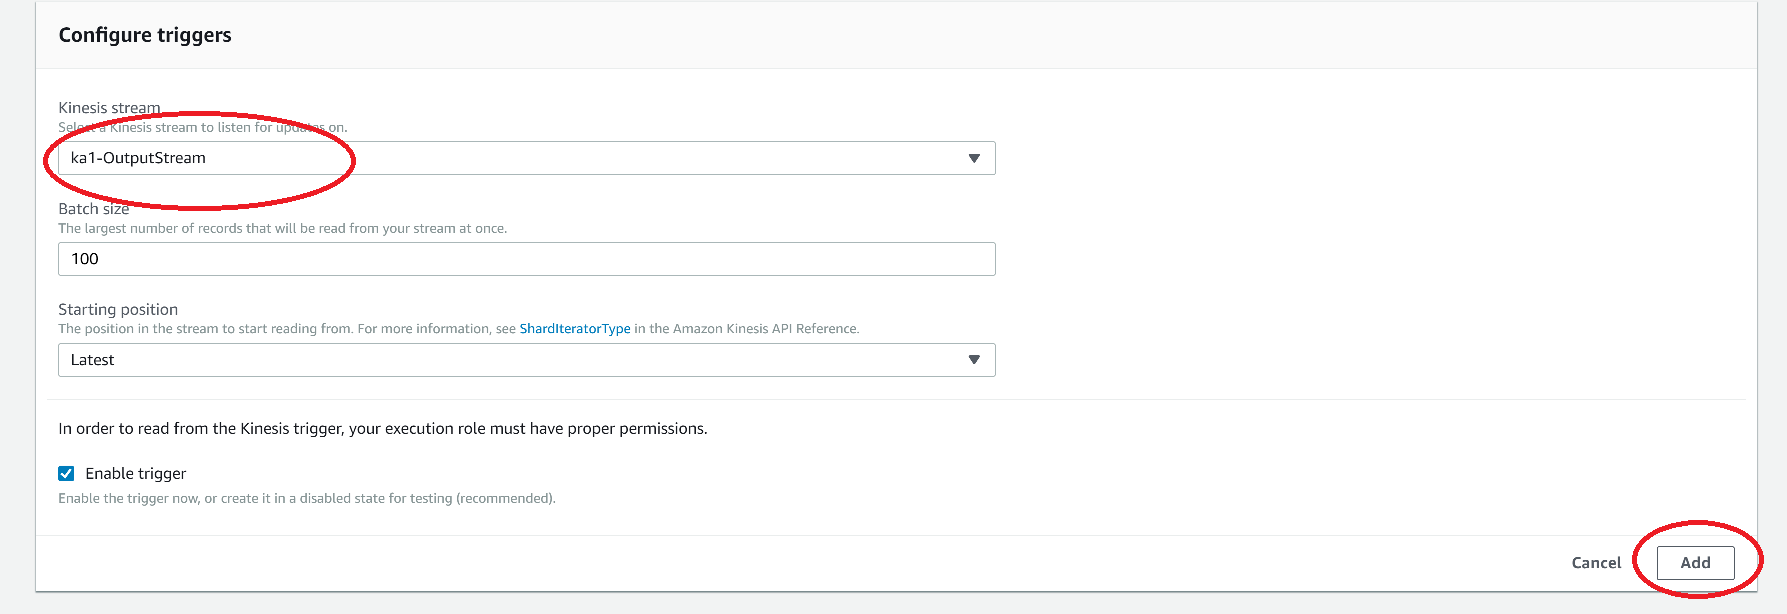 Configure triggers
Kinesis stream
Select a Kinesis stream to listen for updates on.
ka1-OutputStream
Batch size
The largest number of records that will be read from your stream at once.
100
Starting position
The position in the stream to start reading from. For more information, see ShardIteratorType in the Amazon Kinesis API Reference.
Latest
In order to read from the Kinesis trigger, your execution role must have proper permissions.
Enable trigger
Enable the trigger now, or create it in a disabled state for testing (recommended).
Cancel Add